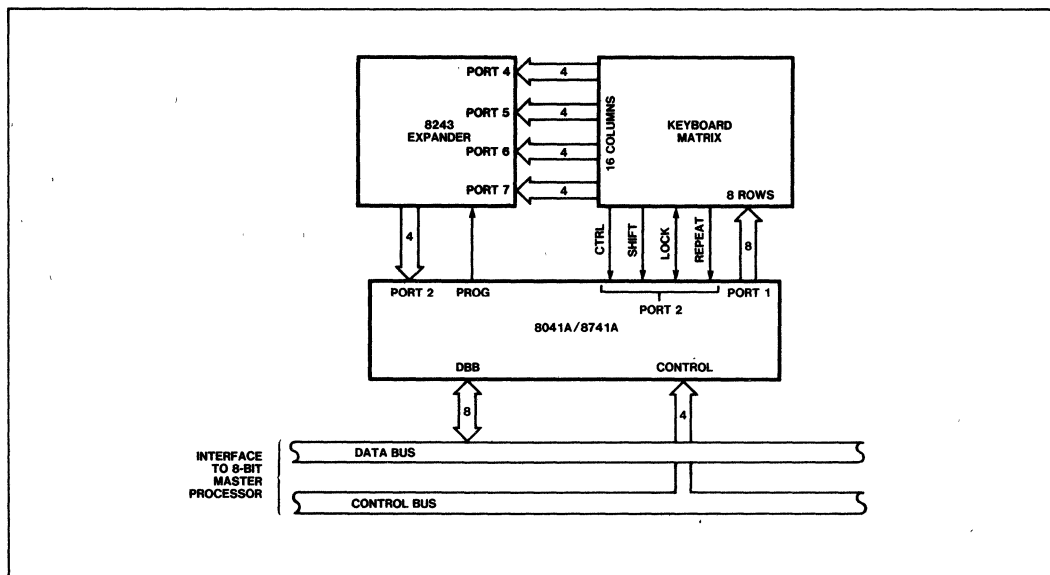 PORT 4
4
PORT 5
4
8243
EXPANDER
PORT 6
4
PORT 7
4
16 COLUMNS
KEYBOARD
MATRIX
8 ROWS
4
CTRL
SHIFT
LOCK
REPEAT
8
PORT 2
PROG
PORT 2
PORT 1
8041A/8741A
DBB
CONTROL
8
4
INTERFACE
TO 8-BIT
MASTER
PROCESSOR
DATA BUS
CONTROL BUS